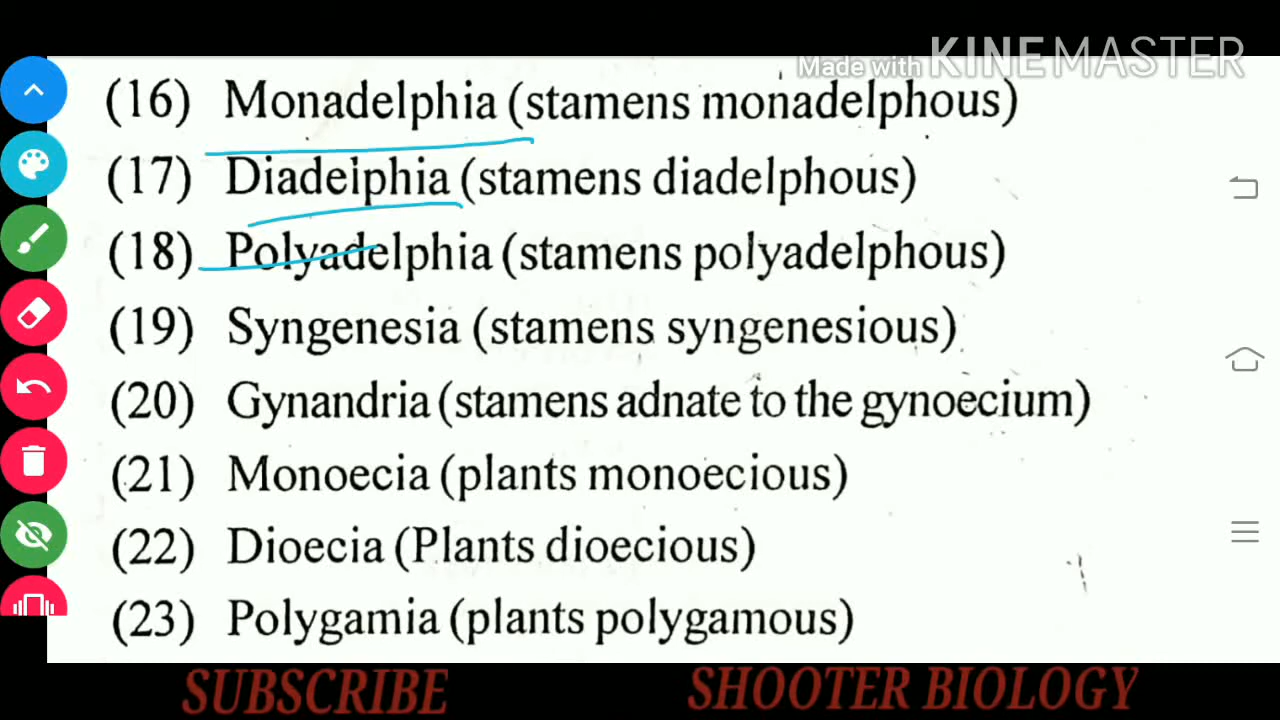 Made with KINEMASTER
(16) Monadelphia (stamens monadelphous)
(17) Diadelphia (stamens diadelphous)
(18) Polyadelphia (stamens polyadelphous)
(19) Syngenesia (stamens syngenesious)
(20) Gynandria (stamens adnate to the gynoecium)
(21) Monoecia (plants monoecious)
(22) Dioecia (Plants dioecious)
(23) Polygamia (plants polygamous)
SUBSCRIBE SHOOTER BIOLOGY